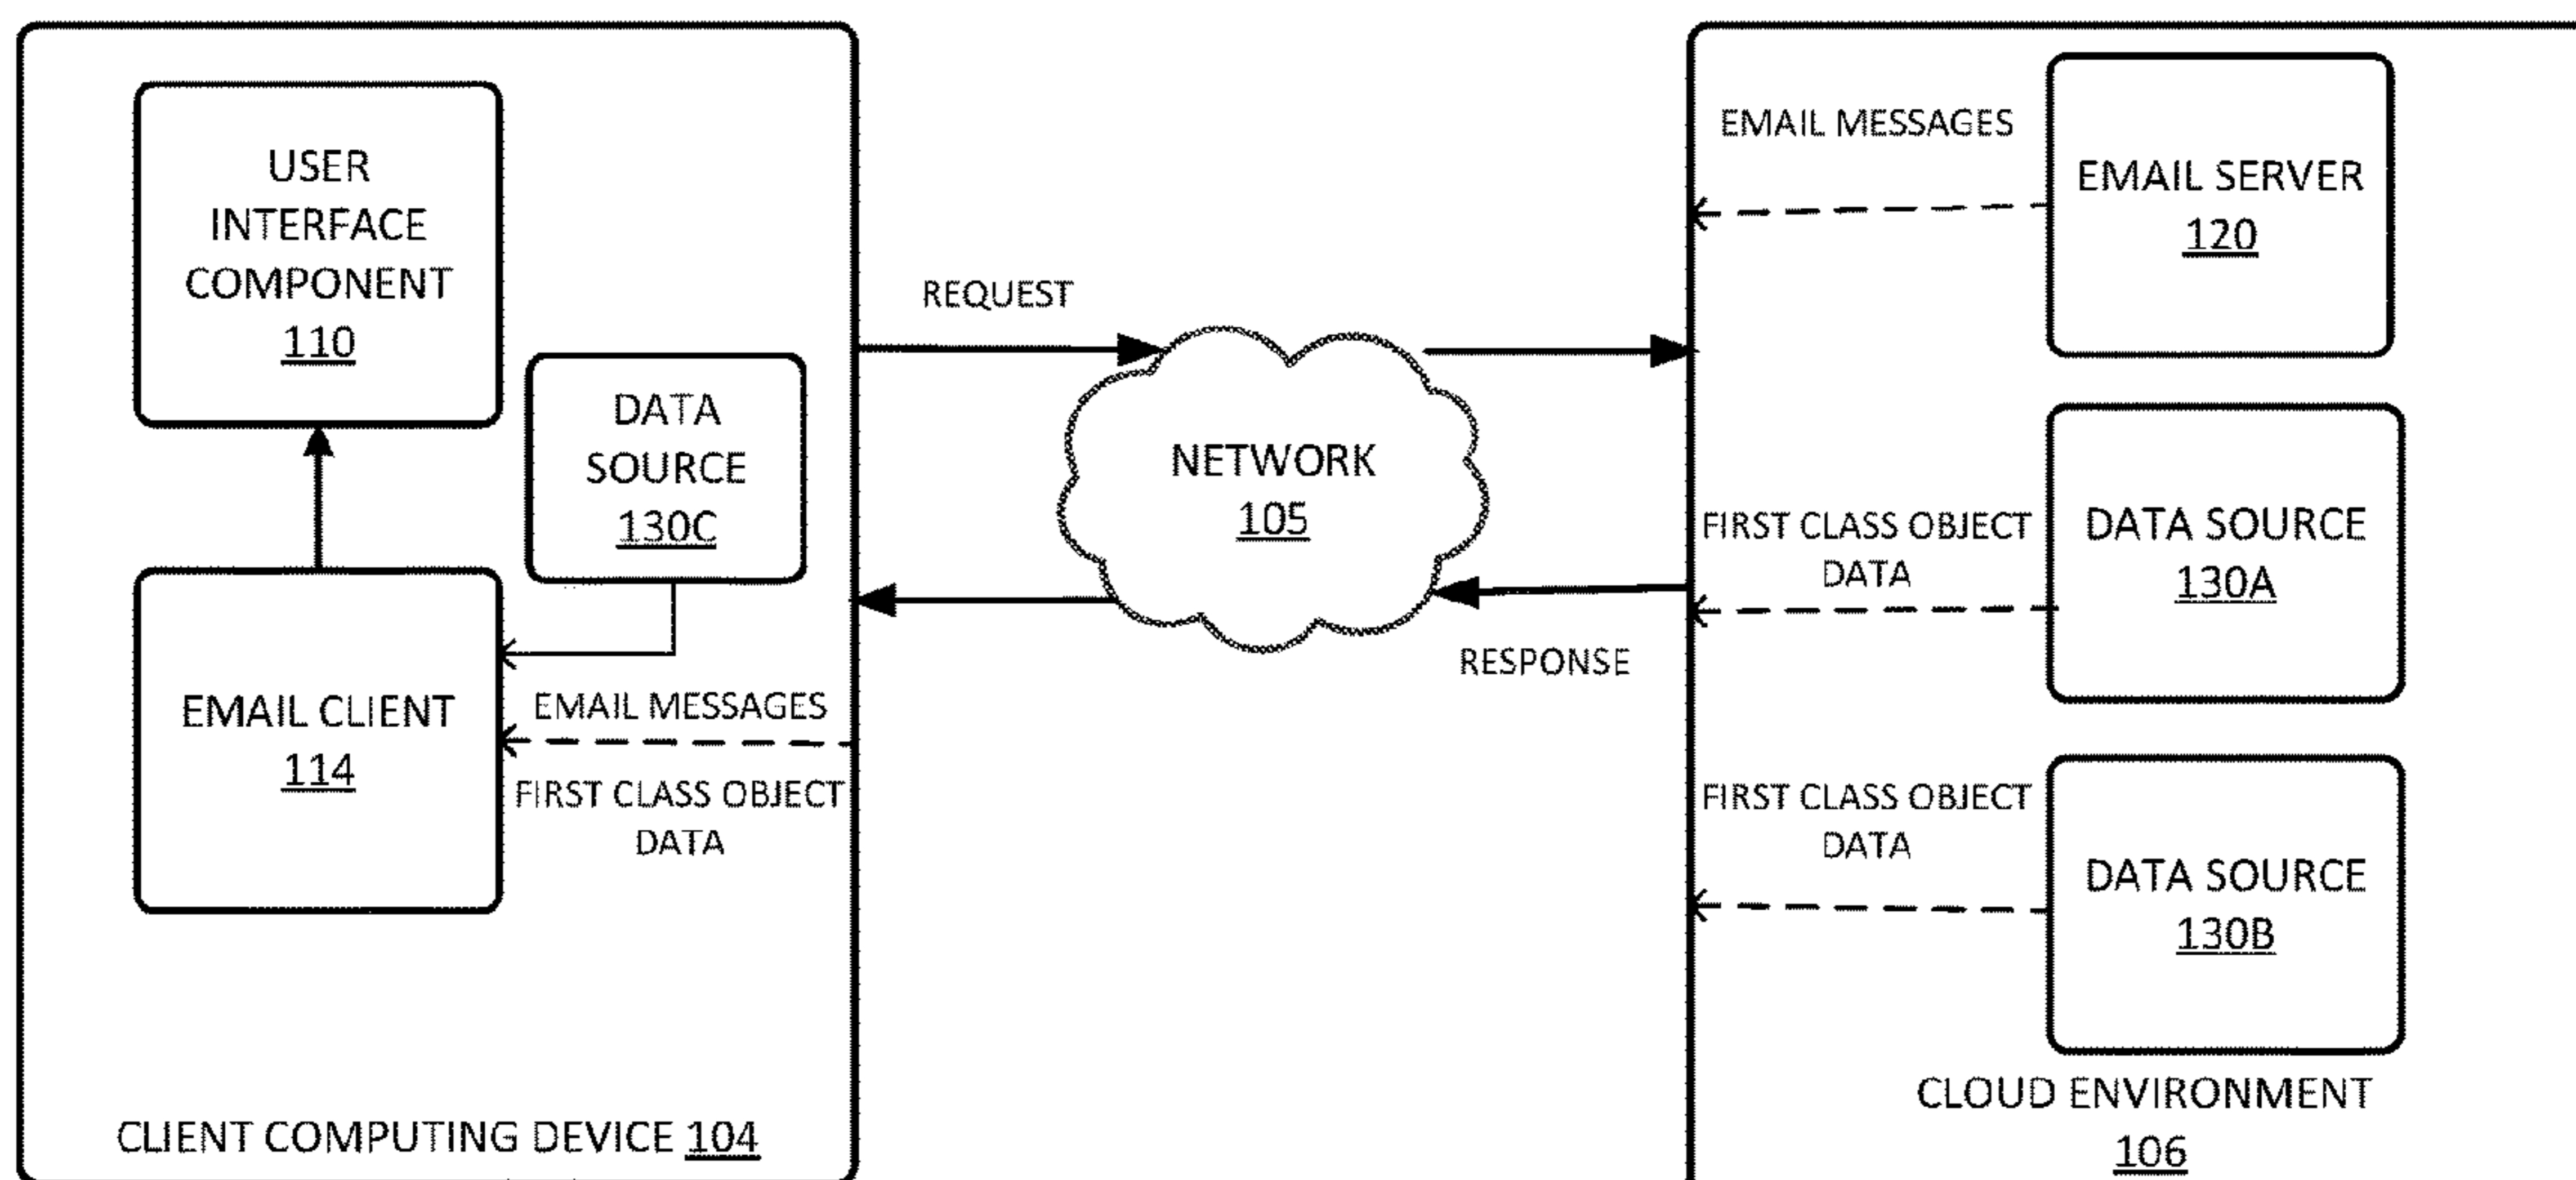 USER
INTERFACE
COMPONENT
110
DATA
SOURCE
130C
EMAIL CLIENT
114
EMAIL MESSAGES
FIRST CLASS OBJECT
DATA
CLIENT COMPUTING DEVICE 104
REQUEST
NETWORK
105
RESPONSE
EMAIL MESSAGES
EMAIL SERVER
120
FIRST CLASS OBJECT
DATA
DATA SOURCE
130A
FIRST CLASS OBJECT
DATA
DATA SOURCE
130B
CLOUD ENVIRONMENT
106